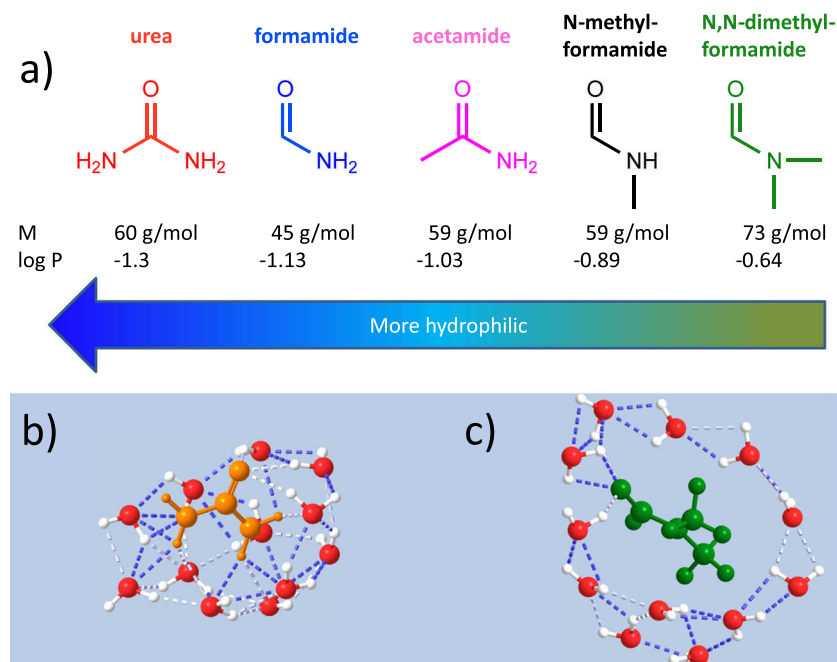 urea formamide acetamide N-methyl-formamide N,N-dimethyl-formamide
a)
O O O O O
H2N NH2 NH2 NH2 NH N
M 60 g/mol 45 g/mol 59 g/mol 59 g/mol 73 g/mol
log P -1.3 -1.13 -1.03 -0.89 -0.64
More hydrophilic
b) c)